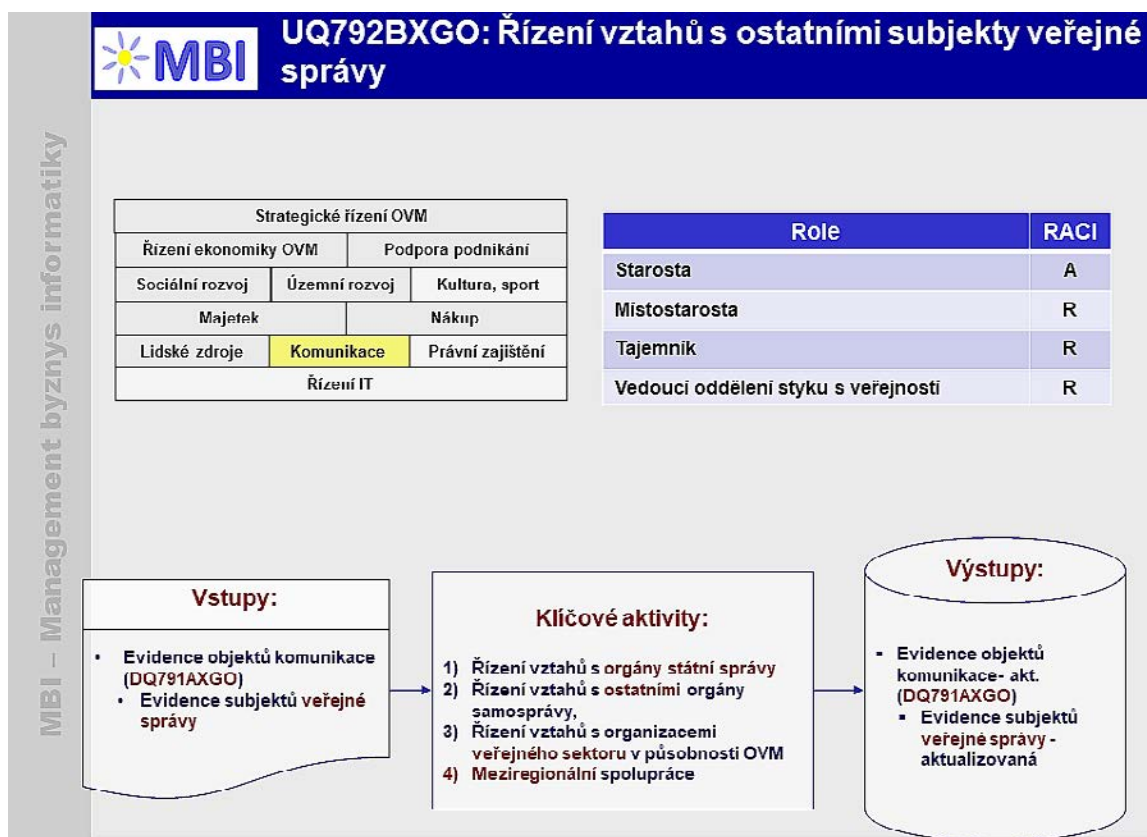 MBI
UQ792BXGO: Řízení vztahů s ostatními subjekty veřejné
správy
MBI – Management byznys informatiky
Strategické řízení OVM
Řízení ekonomiky OVM
Podpora podnikání
Sociální rozvoj
Územní rozvoj
Kultura, sport
Majetek
Nákup
Lidské zdroje
Komunikace
Právní zajištění
Řízení IT
Role RACI
Starosta A
Místostarosta R
Tajemník R
Vedoucí oddělení styku s veřejností R
Vstupy:
• Evidence objektů komunikace
(DQ791AXGO)
• Evidence subjektů veřejné
správy
Klíčové aktivity:
1) Řízení vztahů s orgány státní správy
2) Řízení vztahů s ostatními orgány
samosprávy,
3) Řízení vztahů s organizacemi
veřejného sektoru v působnosti OVM
4) Meziregionální spolupráce
Výstupy:
▪ Evidence objektů
komunikace- akt.
(DQ791AXGO)
▪ Evidence subjektů
veřejné správy -
aktualizovaná